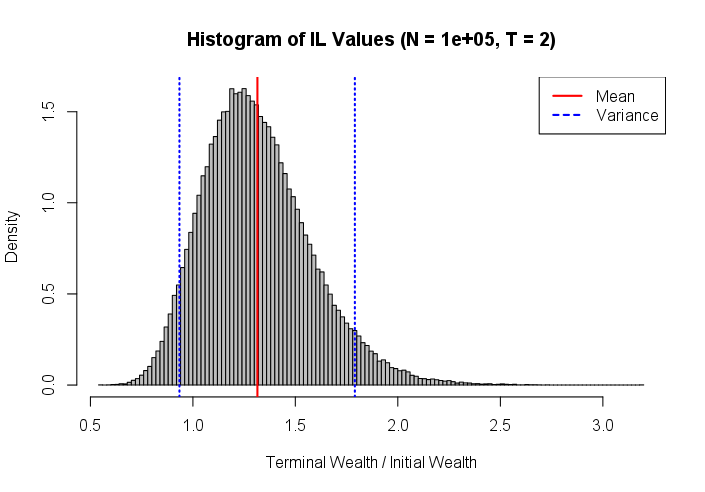 Histogram of IL Values (N = 1e+05, T = 2)
Mean
Variance
Density
0.0
0.5
1.0
1.5
0.5
1.0
1.5
2.0
2.5
3.0
Terminal Wealth / Initial Wealth